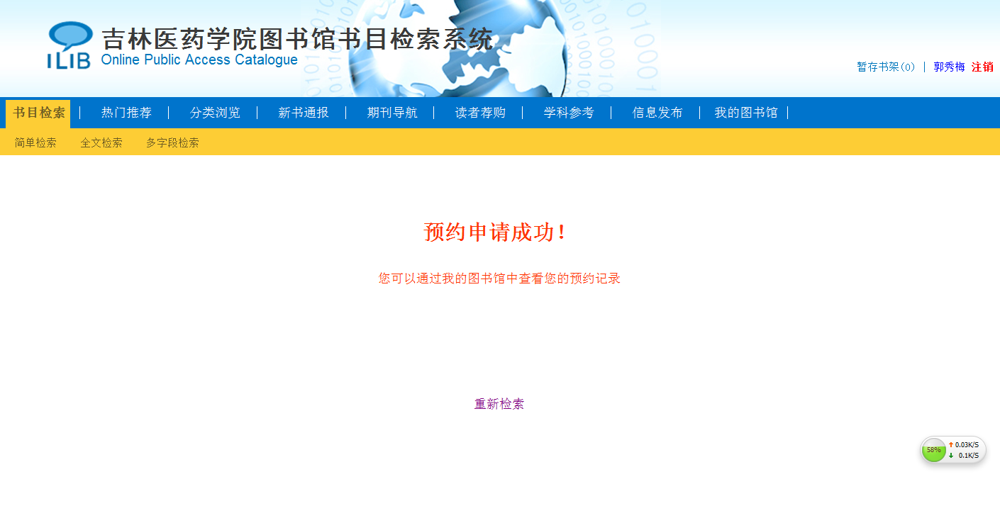 吉林医药学院图书馆书目检索系统
ILIB
Online Public Access Catalogue
暂存书架(0) | 郭秀梅 注销
书目检索 | 热门推荐 | 分类浏览 | 新书通报 | 期刊导航 | 读者荐购 | 学科参考 | 信息发布 | 我的图书馆 |
简单检索 全文检索 多字段检索
预约申请成功！
您可以通过我的图书馆中查看您的预约记录
重新检索
58% 0.03K/S
0.1K/S